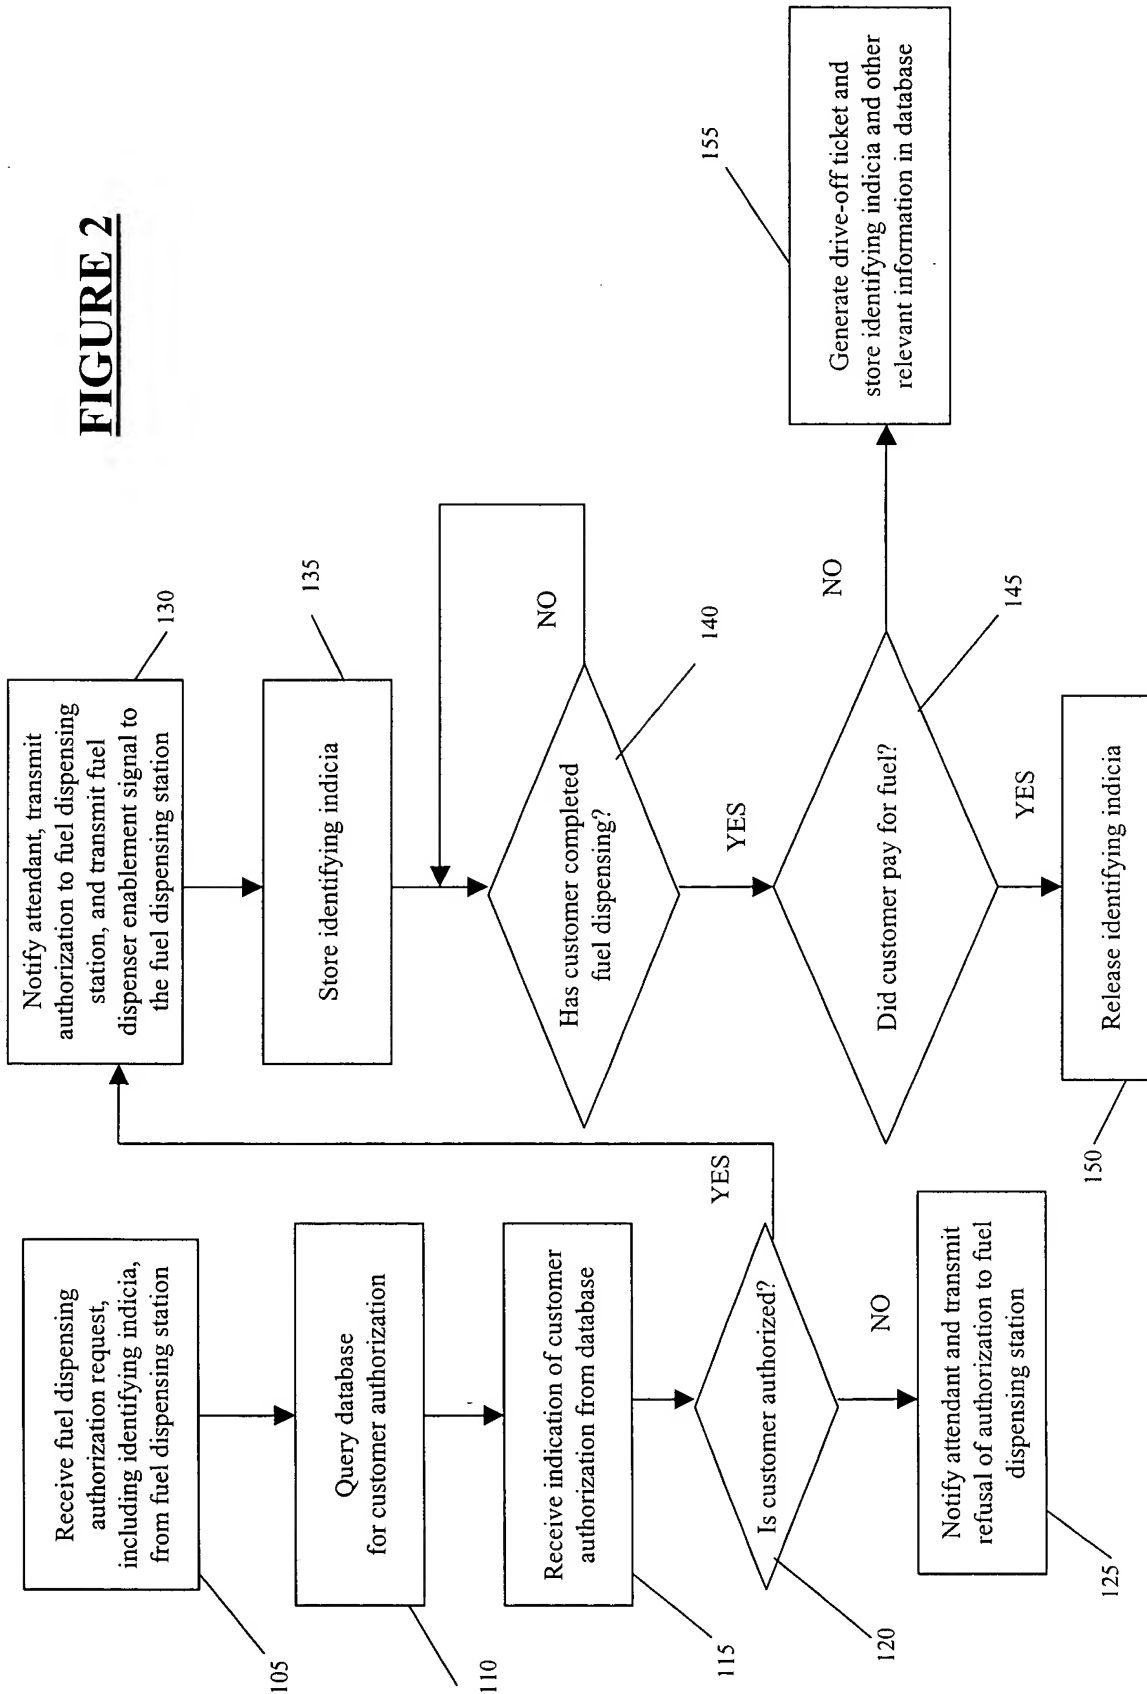 FIGURE 2
Receive fuel dispensing
authorization request,
including identifying indicia,
from fuel dispensing station
105
Query database
for customer authorization
110
Receive indication of customer
authorization from database
115
Is customer authorized?
120
YES
NO
Notify attendant and transmit
refusal of authorization to fuel
dispensing station
125
Notify attendant, transmit
authorization to fuel dispensing
station, and transmit fuel
dispenser enablement signal to
the fuel dispensing station
130
Store identifying indicia
135
Has customer completed
fuel dispensing?
140
NO
YES
Did customer pay for fuel?
145
NO
YES
Release identifying indicia
150
Generate drive-off ticket and
store identifying indicia and other
relevant information in database
155